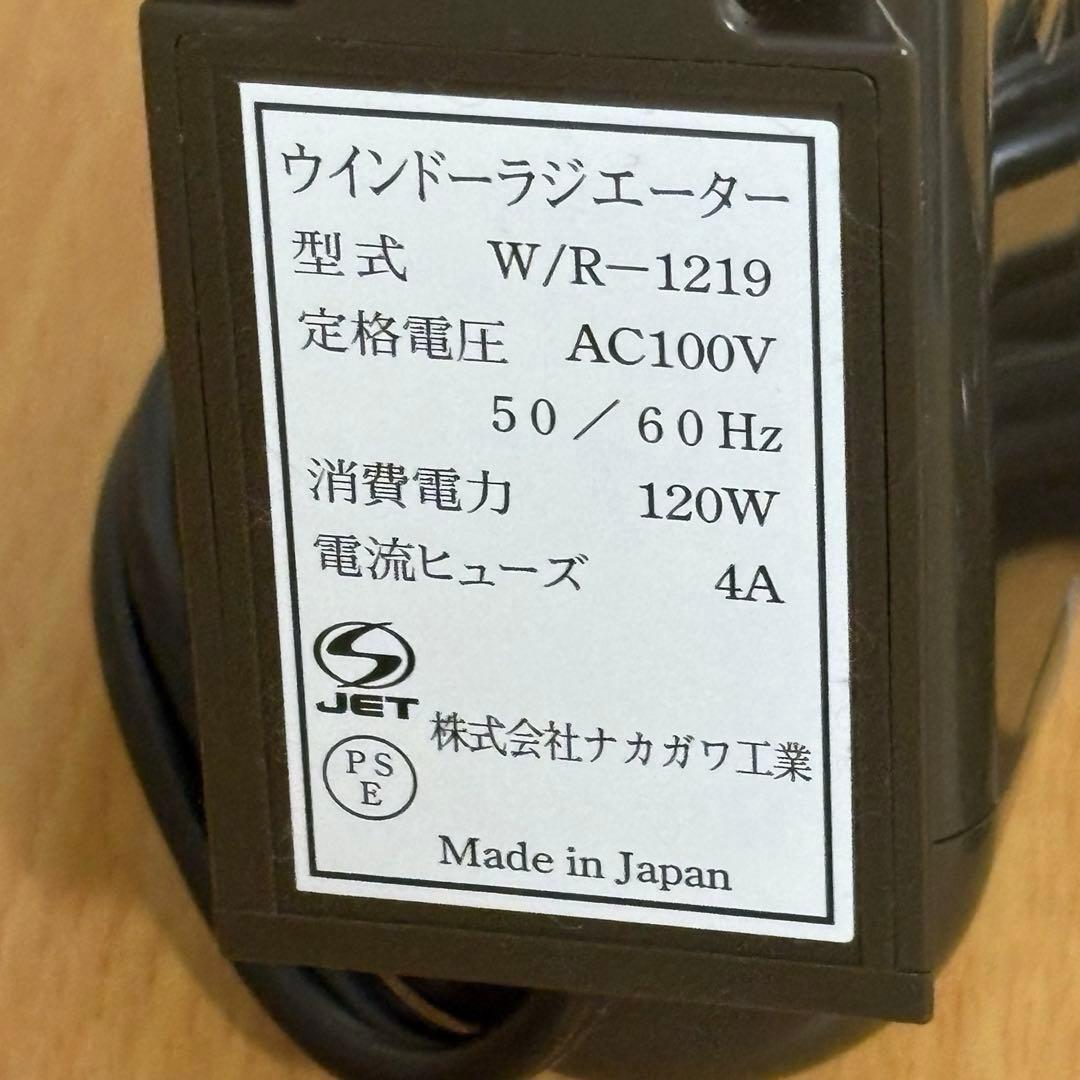 ウインドーラジエーター
型式 W/R－1219
定格電圧 AC100V
50／60Hz
消費電力 120W
電流ヒューズ 4A
JET
株式会社ナカガワ工業
PS
E
Made in Japan